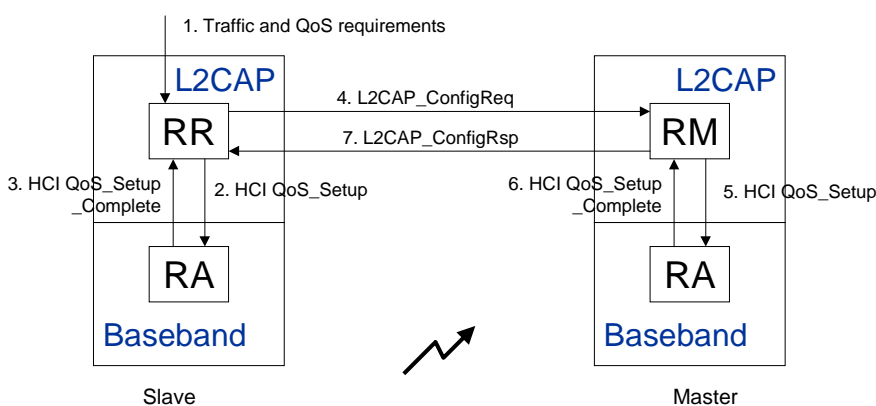 1. Traffic and QoS requirements
L2CAP
L2CAP
4. L2CAP_ConfigReq
RR
RM
7. L2CAP_ConfigRsp
3. HCI QoS_Setup
_Complete
2. HCI QoS_Setup
6. HCI QoS_Setup
_Complete
5. HCI QoS_Setup
RA
RA
Baseband
Baseband
Slave
Master